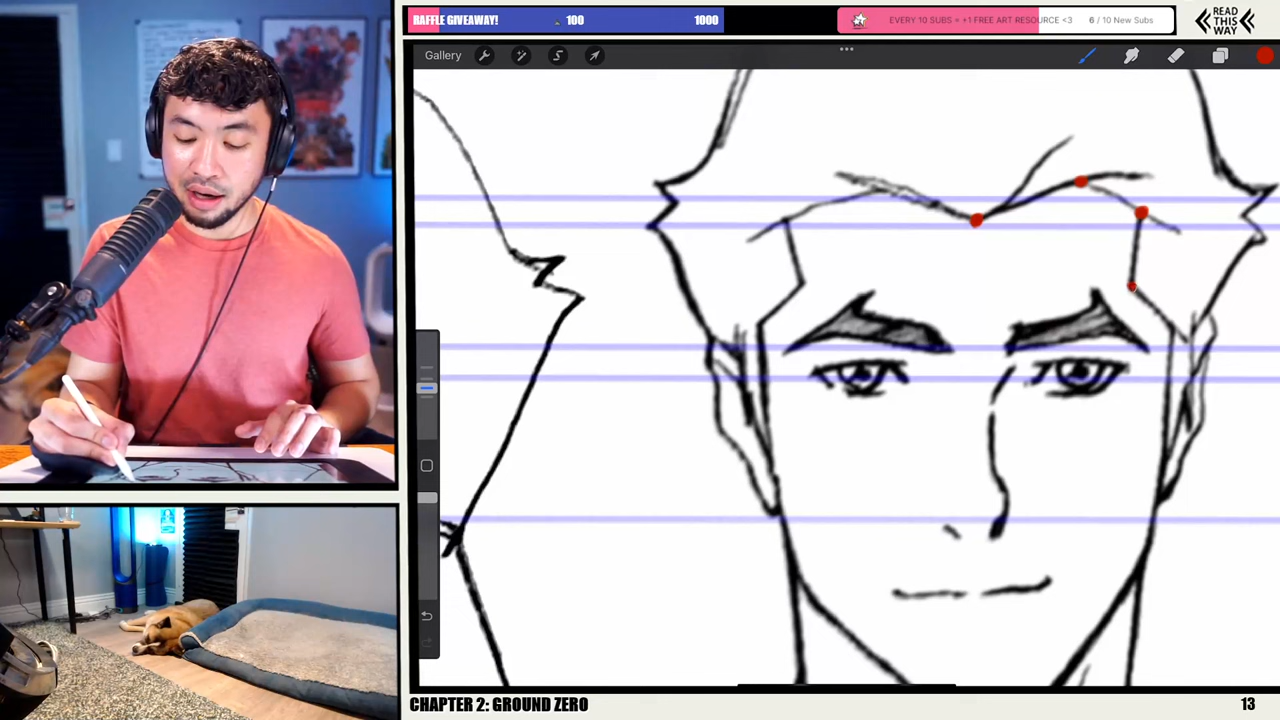 RAFFLE GIVEAWAY! 100 1000
EVERY 10 SUBS = +1 FREE ART RESOURCE <3 6 / 10 New Subs
READ
THIS
WAY
Gallery
CHAPTER 2: GROUND ZERO
13